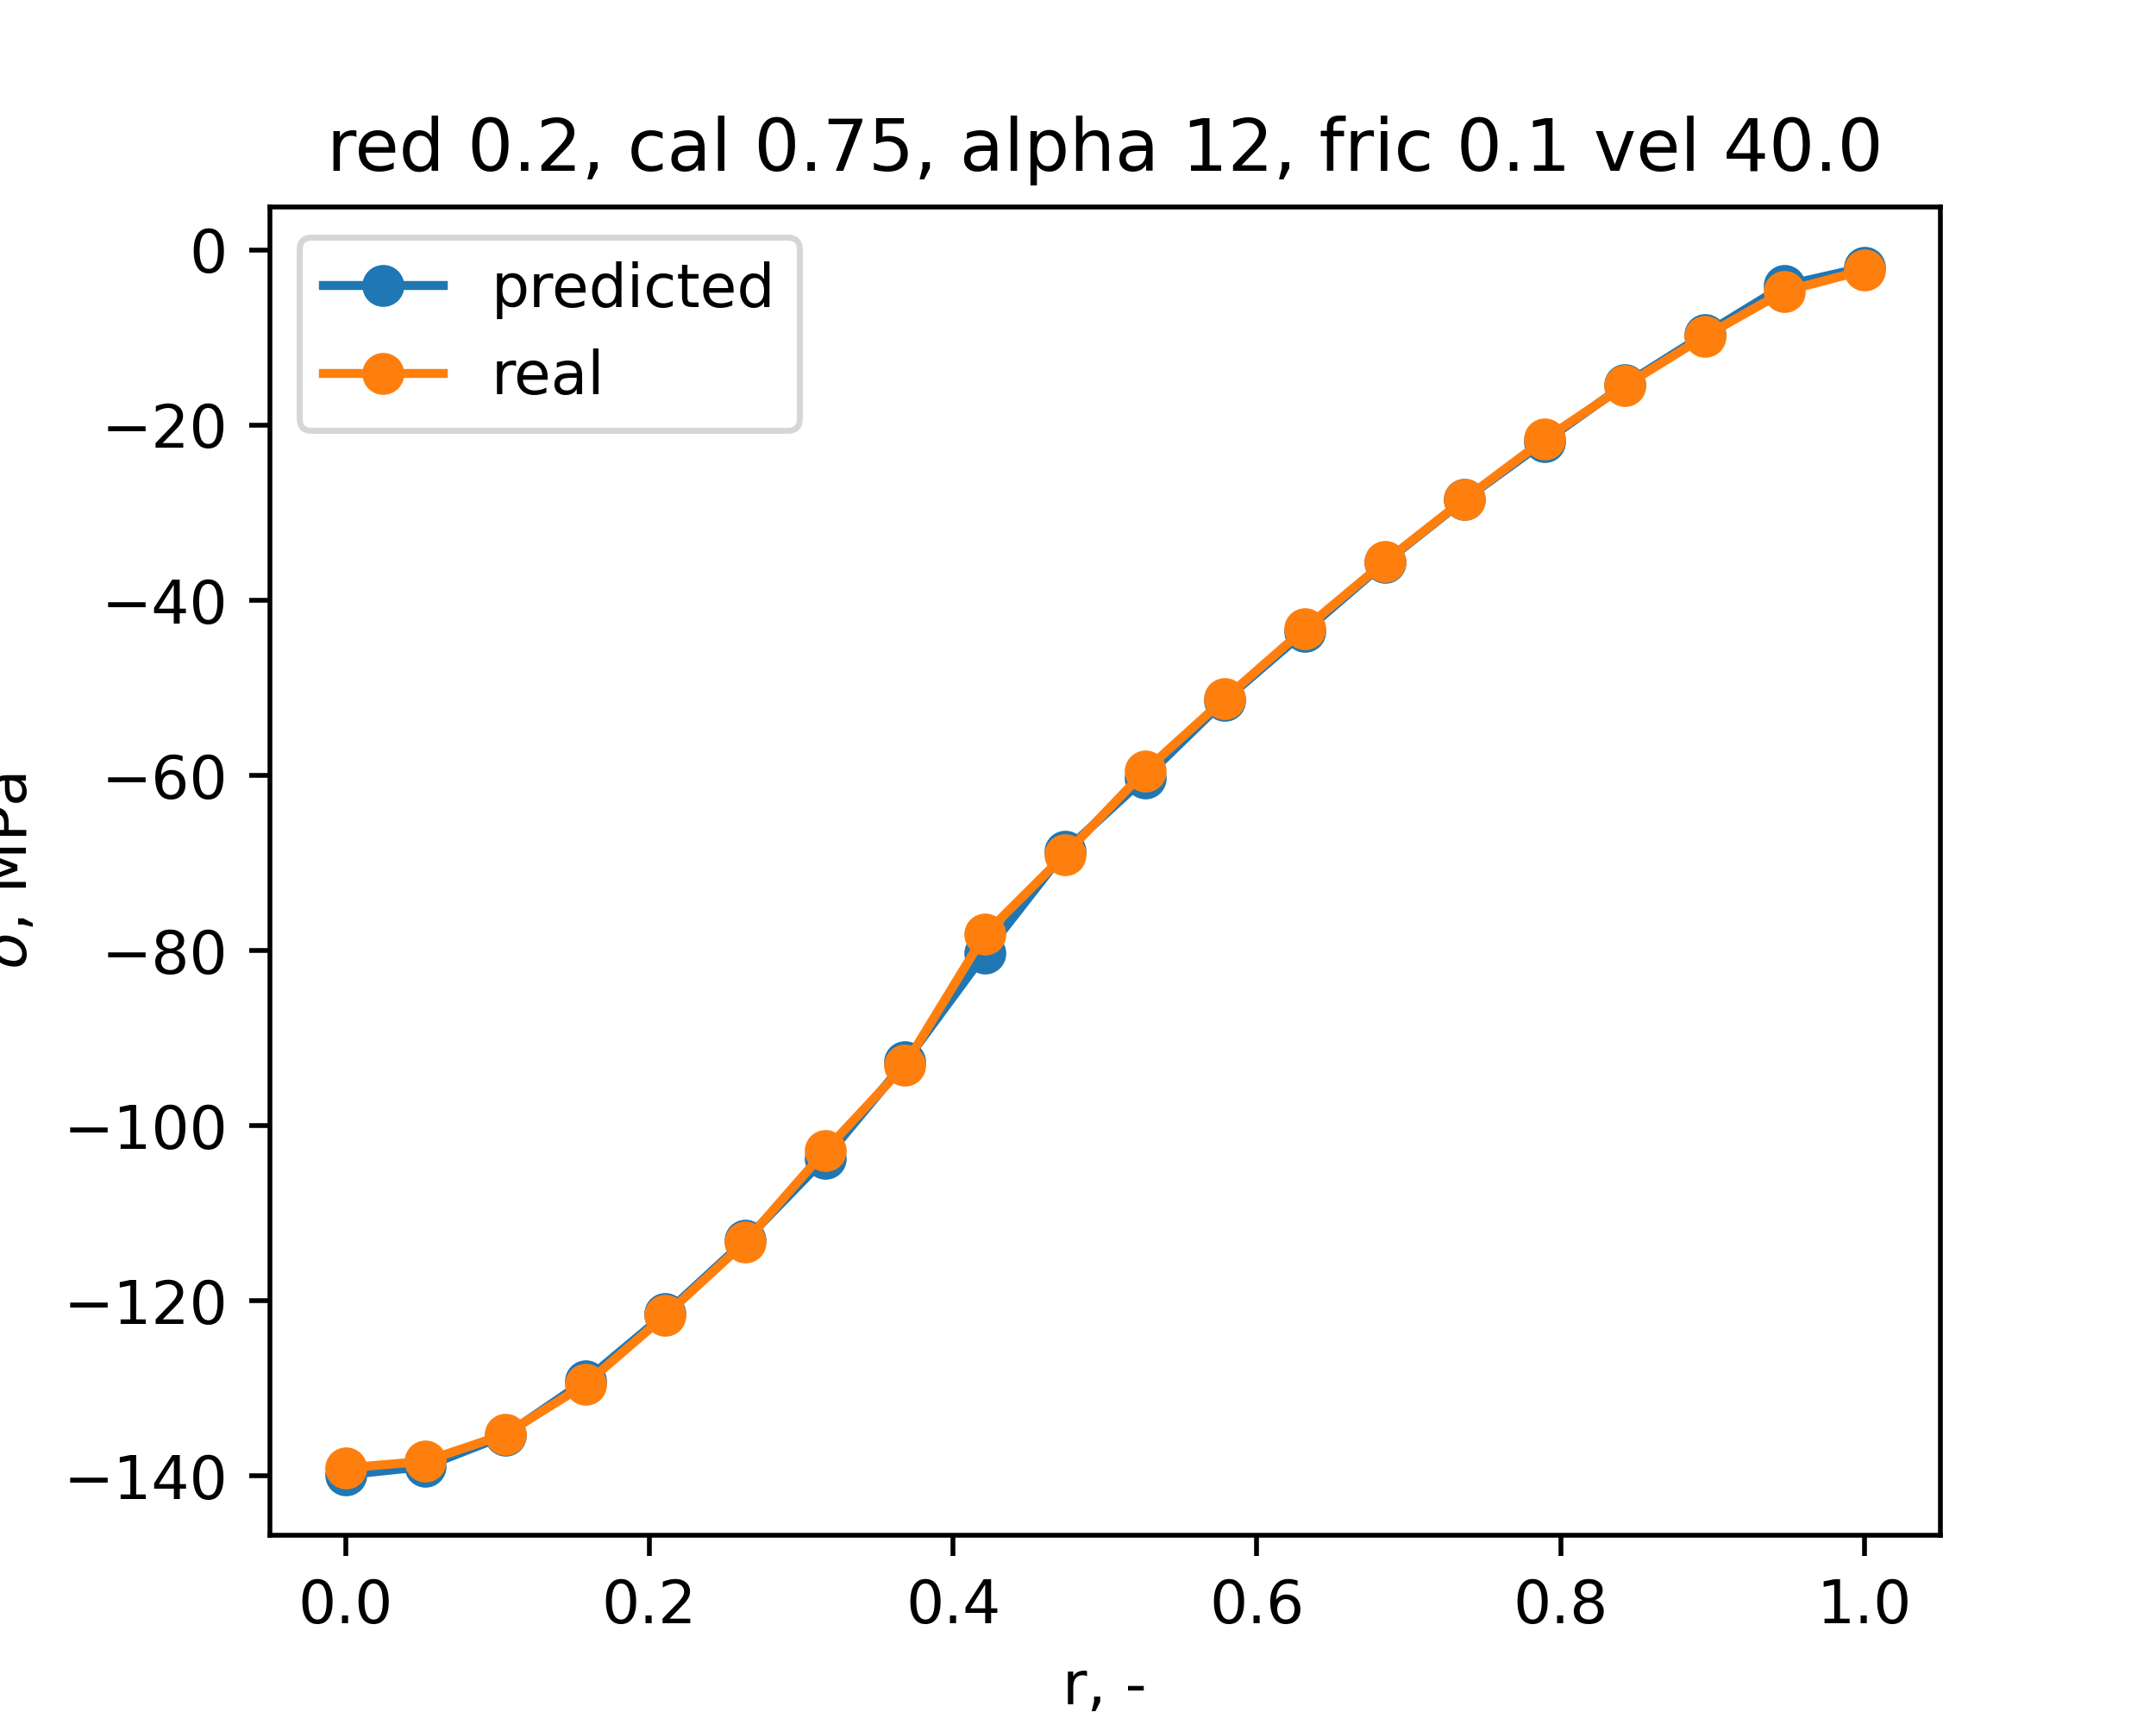 red 0.2, cal 0.75, alpha 12, fric 0.1 vel 40.0
predicted
real
0
−20
−40
−60
−80
−100
−120
−140
, MPa
0.0 0.2 0.4 0.6 0.8 1.0
r, -